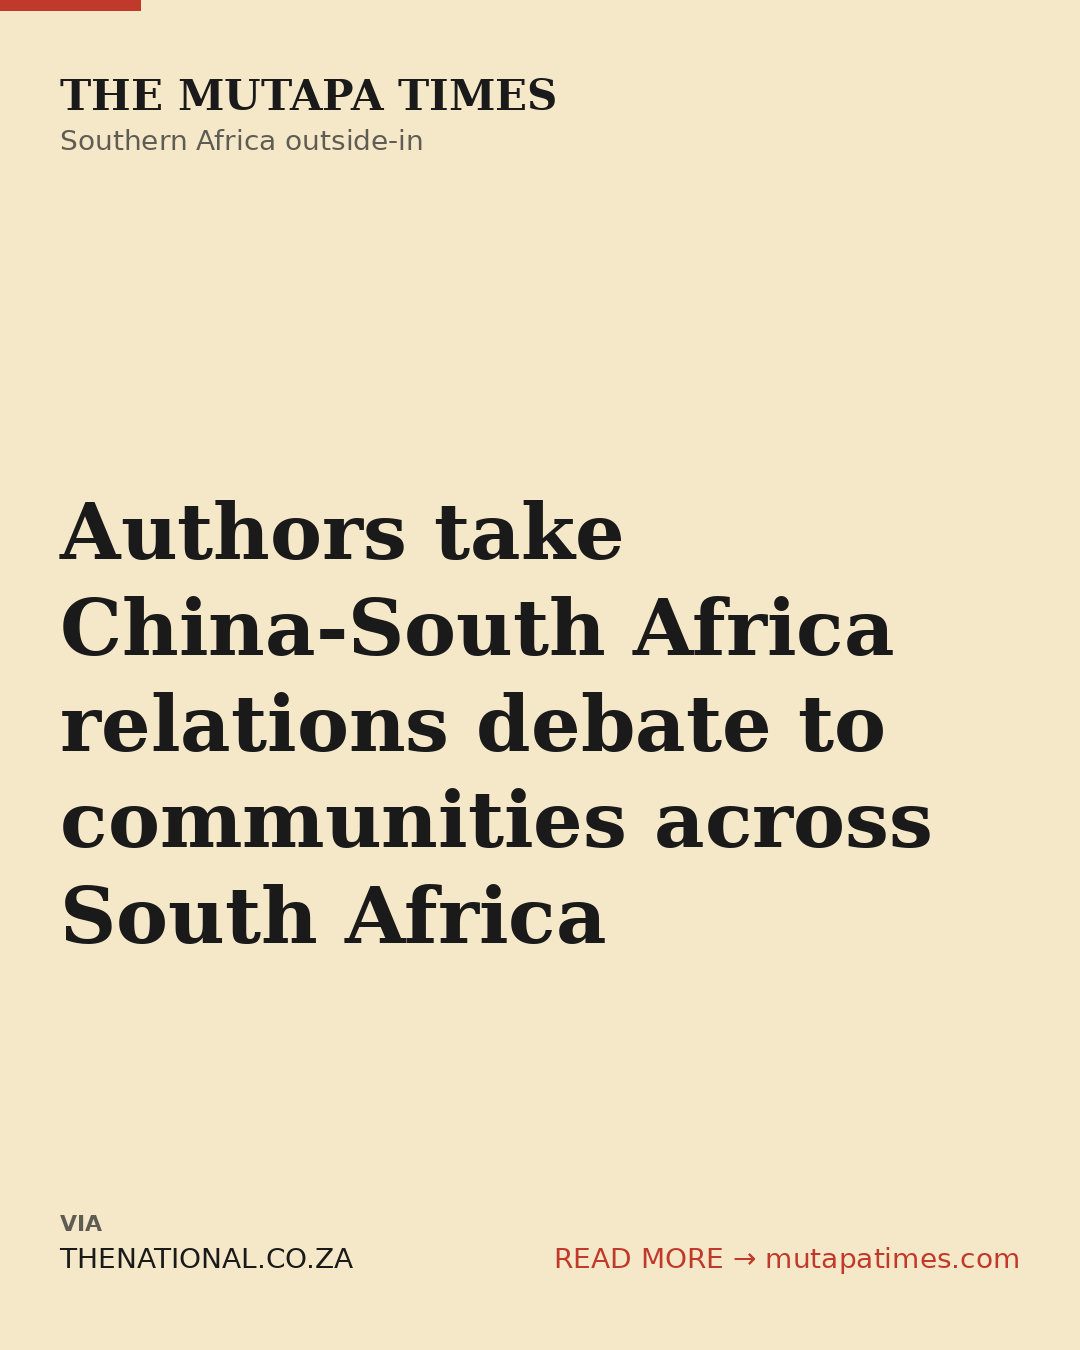 THE MUTAPA TIMES
Southern Africa outside-in
Authors take
China-South Africa
relations debate to
communities across
South Africa
VIA
THENATIONAL.CO.ZA
READ MORE → mutapatimes.com